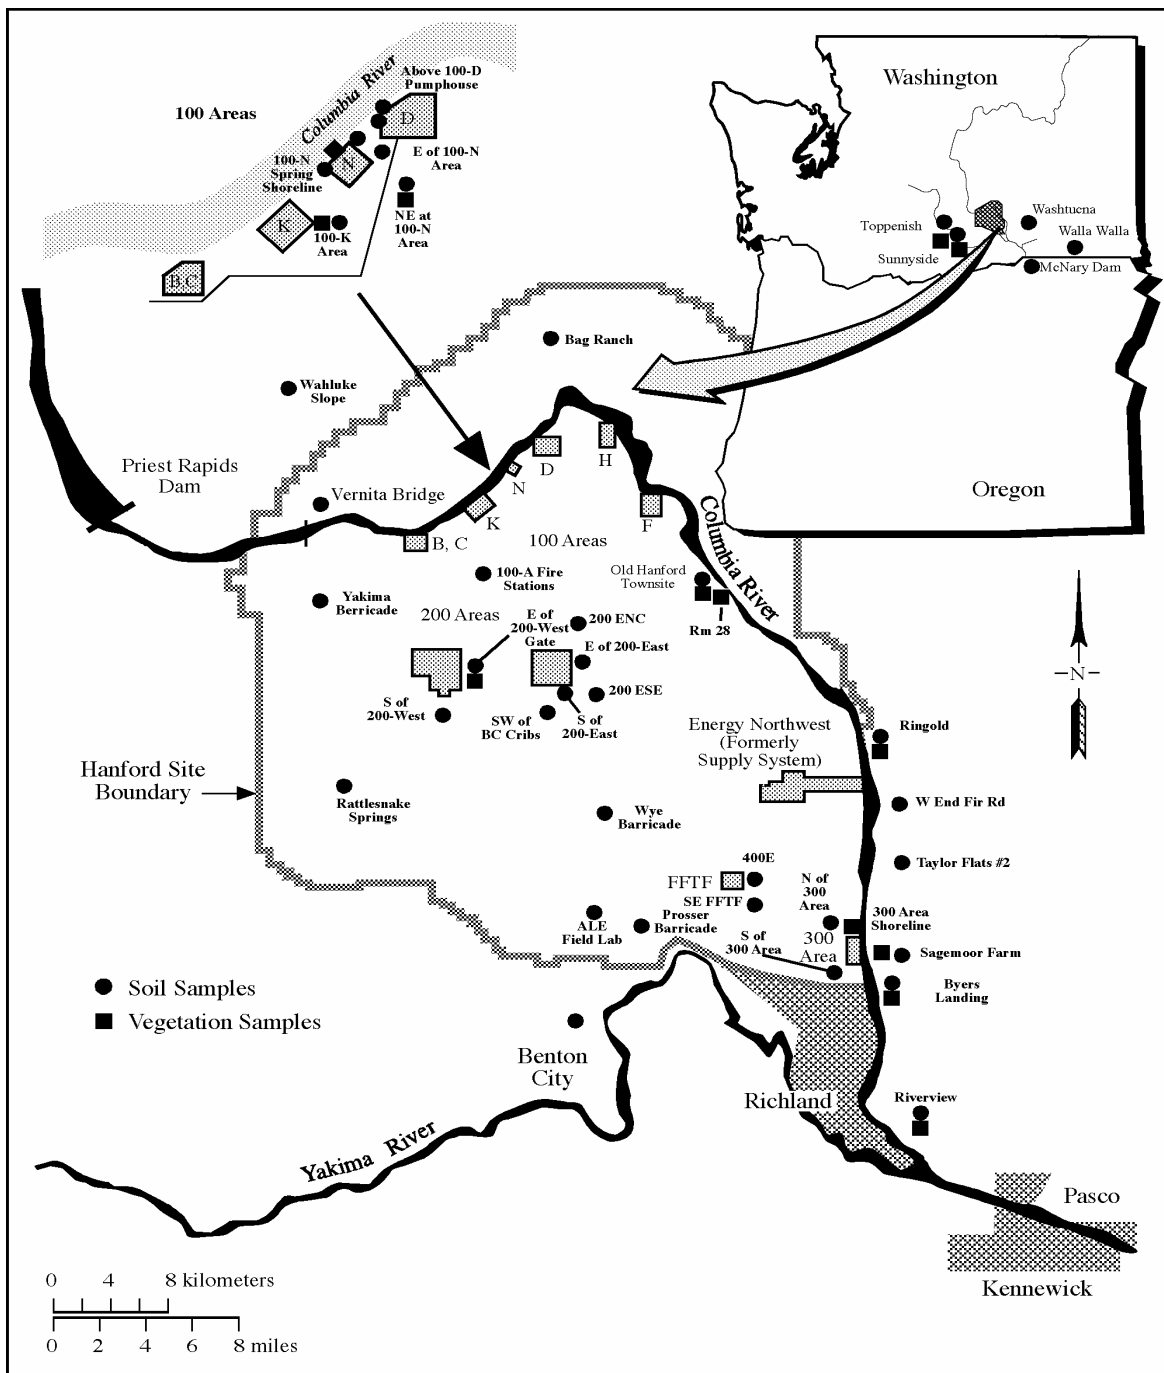 Columbia River
100 Areas
Above 100-D
Pumphouse
D
N
E of 100-N
Area
100-N
Spring
Shoreline
NE at
100-N
Area
K
100-K
Area
B/C
Washington
Toppenish
Sunnyside
Washtucna
Walla Walla
McNary Dam
Oregon
Bag Ranch
Wahluke
Slope
Priest Rapids
Dam
Vernita Bridge
D
H
N
K
F
B, C
100 Areas
Columbia River
100-A Fire
Stations
Old Hanford
Townsite
Rm 28
Yakima
Berricade
200 Areas
E of
200-West
Gate
200 ENC
E of 200-East
200 ESE
S of
200-West
SW of
BC Cribs
S of
200-East
N
Energy Northwest
(Formerly
Supply System)
Ringold
Hanford Site
Boundary
Rattlesnake
Springs
Wye
Barricade
W End Fir Rd
Taylor Flats #2
400E
FFTF
SE FFTF
N of
300
Area
300 Area
Shoreline
ALE
Field Lab
Prosser
Barricade
S of
300 Area
300
Area
Sagemoor Farm
Byers
Landing
Soil Samples
Vegetation Samples
Benton
City
Richland
Riverview
Yakima River
Pasco
Kennewick
0 4 8 kilometers
0 2 4 6 8 miles